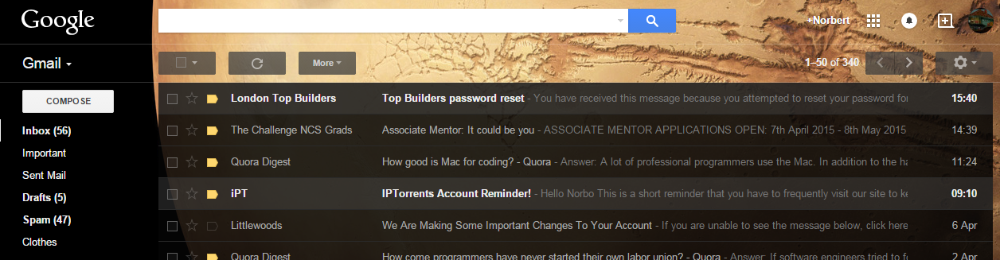 Google
+Norbert
Gmail
More
1–50 of 340
COMPOSE
Inbox (56)
Important
Sent Mail
Drafts (5)
Spam (47)
Clothes
London Top Builders Top Builders password reset - You have received this message because you attempted to reset your password for 15:40
The Challenge NCS Grads Associate Mentor: It could be you - ASSOCIATE MENTOR APPLICATIONS OPEN: 7th April 2015 - 8th May 2015 14:39
Quora Digest How good is Mac for coding? - Quora - Answer: A lot of professional programmers use the Mac. In addition to the ha 11:24
iPT IPTorrents Account Reminder! - Hello Norbo This is a short reminder that you have to frequently visit our site to ke 09:10
Littlewoods We Are Making Some Important Changes To Your Account - If you are unable to see the message below, click here 6 Apr
Quora Digest How come programmers have never started their own labor union? - Quora - Answer: If software engineers tried to f 2 Apr